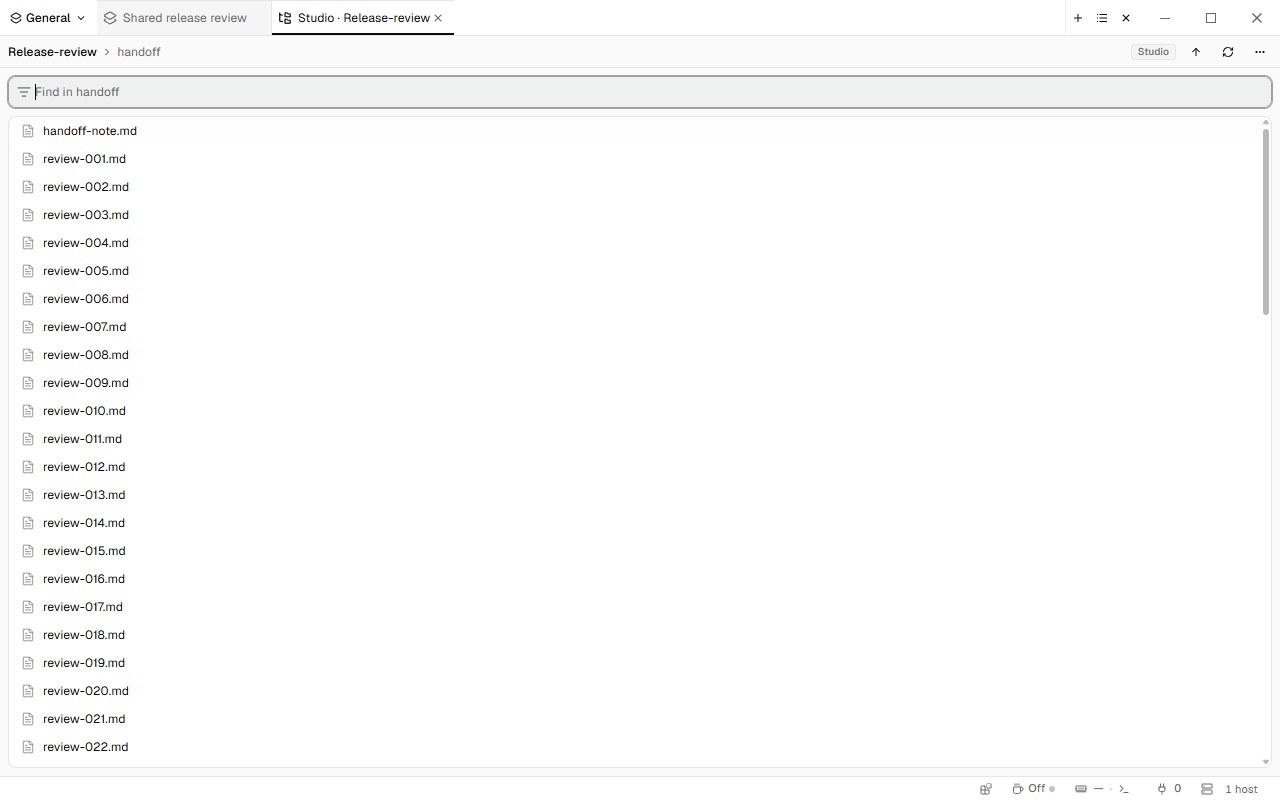 General
Shared release review
Studio · Release-review
Release-review > handoff
Studio
Find in handoff
handoff-note.md
review-001.md
review-002.md
review-003.md
review-004.md
review-005.md
review-006.md
review-007.md
review-008.md
review-009.md
review-010.md
review-011.md
review-012.md
review-013.md
review-014.md
review-015.md
review-016.md
review-017.md
review-018.md
review-019.md
review-020.md
review-021.md
review-022.md
Off
— ·
0
1 host